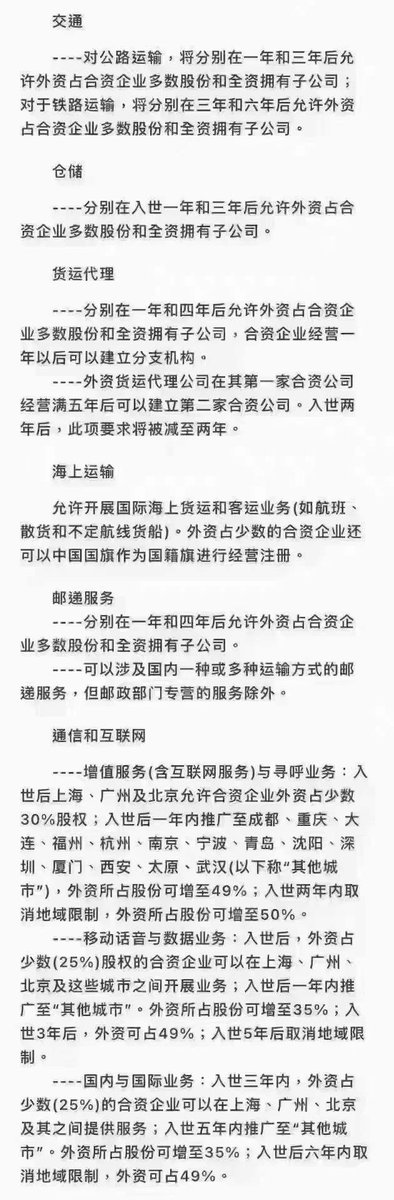 交通
----对公路运输，将分别在一年和三年后允
许外资占合资企业多数股份和全资拥有子公司；
对于铁路运输，将分别在三年和六年后允许外资
占合资企业多数股份和全资拥有子公司。
仓储
----分别在入世一年和三年后允许外资占合
资企业多数股份和全资拥有子公司。
货运代理
----分别在一年和四年后允许外资占合资企
业多数股份和全资拥有子公司，合资企业经营一
年以后可以建立分支机构。
----外资货运代理公司在其第一家合资公司
经营满五年后可以建立第二家合资公司。入世两
年后，此项要求将被减至两年。
海上运输
允许开展国际海上货运和客运业务(如航班、
散货和不定航线货船)。外资占少数的合资企业还
可以中国国旗作为国籍旗进行经营注册。
邮递服务
----分别在一年和四年后允许外资占合资企
业多数股份和全资拥有子公司。
----可以涉及国内一种或多种运输方式的邮
递服务，但邮政部门专营的服务除外。
通信和互联网
----增值服务(含互联网服务)与寻呼业务：入
世后上海、广州及北京允许合资企业外资占少数
30%股权；入世后一年内推广至成都、重庆、大
连、福州、杭州、南京、宁波、青岛、沈阳、深
圳、厦门、西安、太原、武汉(以下称“其他城
市”)，外资所占股份可增至49%；入世两年内取
消地域限制，外资所占股份可增至50%。
----移动话音与数据业务：入世后，外资占
少数(25%)股权的合资企业可以在上海、广州、
北京及这些城市之间开展业务；入世后一年内推
广至“其他城市”。外资所占股份可增至35%；入
世3年后，外资可占49%；入世5年后取消地域限
制。
----国内与国际业务：入世三年内，外资占
少数(25%)的合资企业可以在上海、广州、北京
及其之间提供服务；入世五年内推广至“其他城
市”。外资所占股份可增至35%；入世后六年内取
消地域限制，外资可占49%。